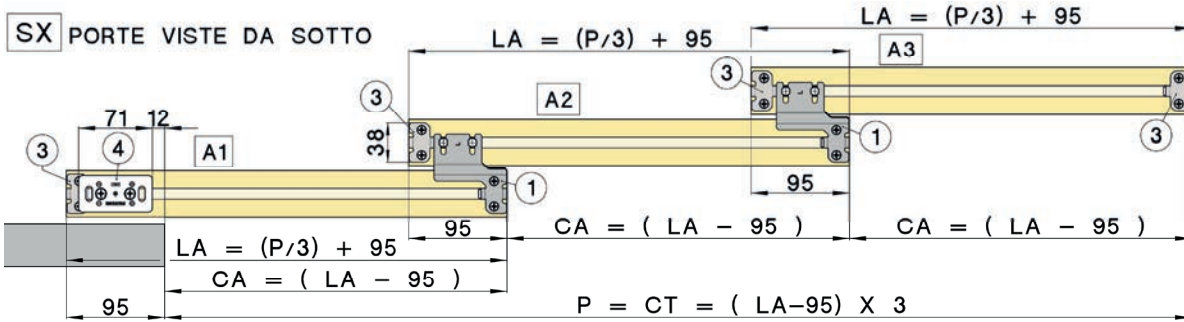 SX PORTE VISTE DA SOTTO
LA = (P/3) + 95
LA = (P/3) + 95
A3
3
3
A2
71 12
3
4
A1
38
1
3
1
95
95
CA = ( LA - 95 )
CA = ( LA - 95 )
LA = (P/3) + 95
CA = ( LA - 95 )
95
P = CT = ( LA-95) X 3